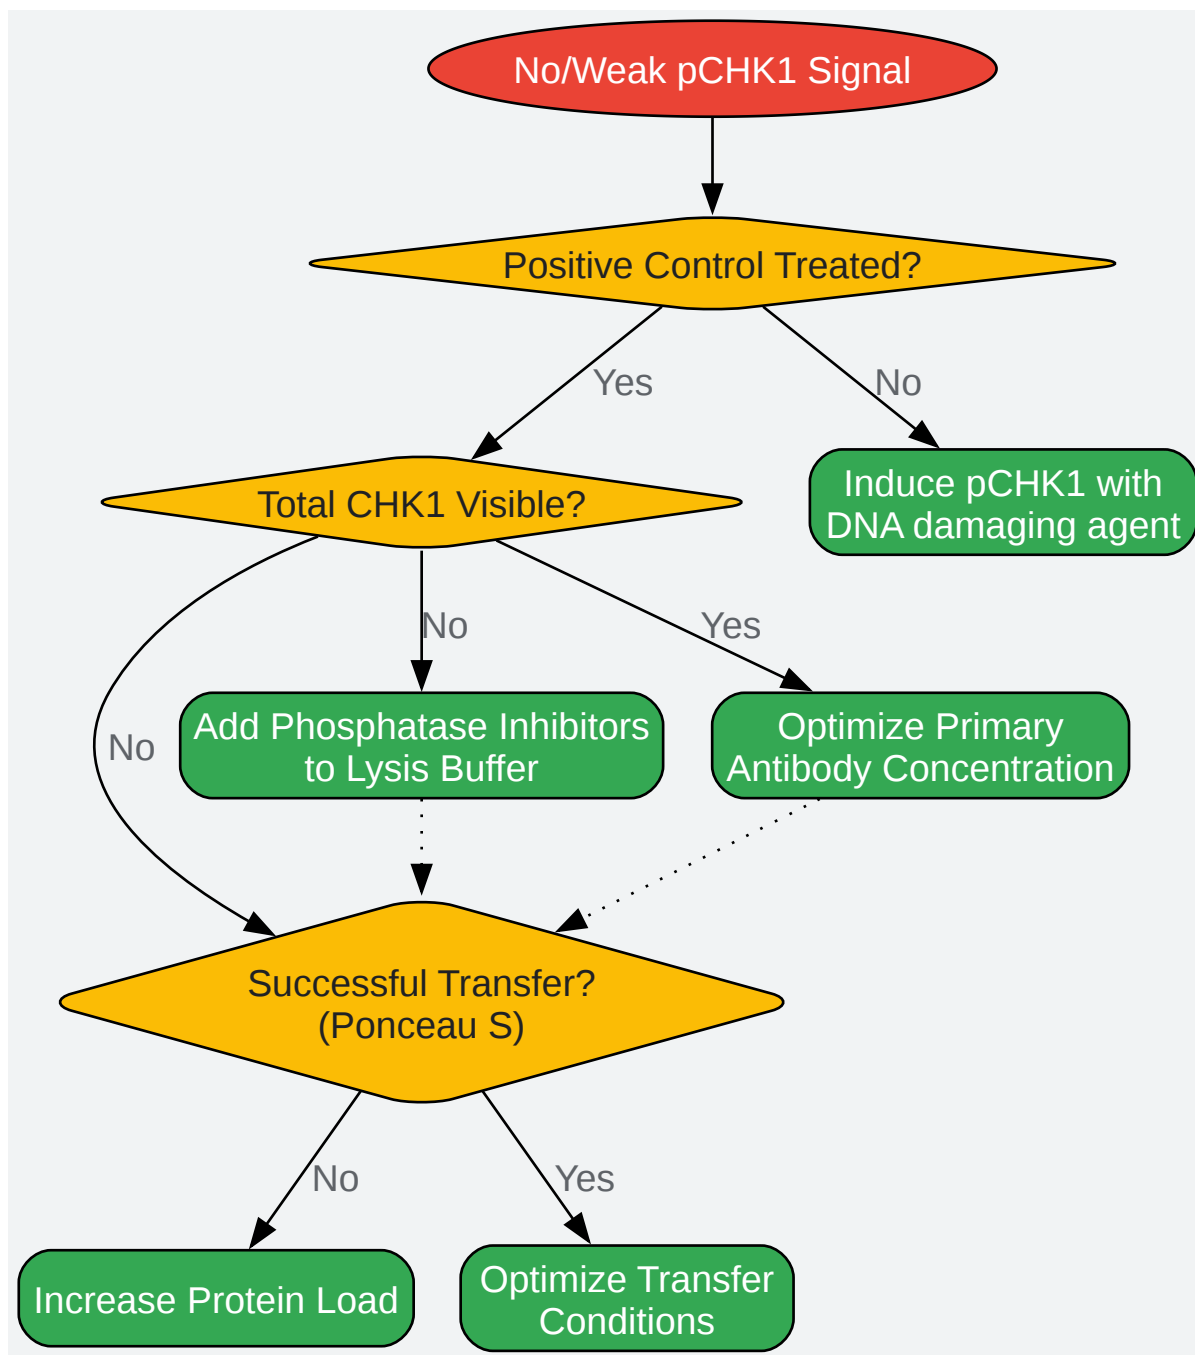 No/Weak pCHK1 Signal
Positive Control Treated?
Yes
No
Induce pCHK1 with
DNA damaging agent
Total CHK1 Visible?
No
No
Yes
Add Phosphatase Inhibitors
to Lysis Buffer
Optimize Primary
Antibody Concentration
Successful Transfer?
(Ponceau S)
No
Yes
Increase Protein Load
Optimize Transfer
Conditions